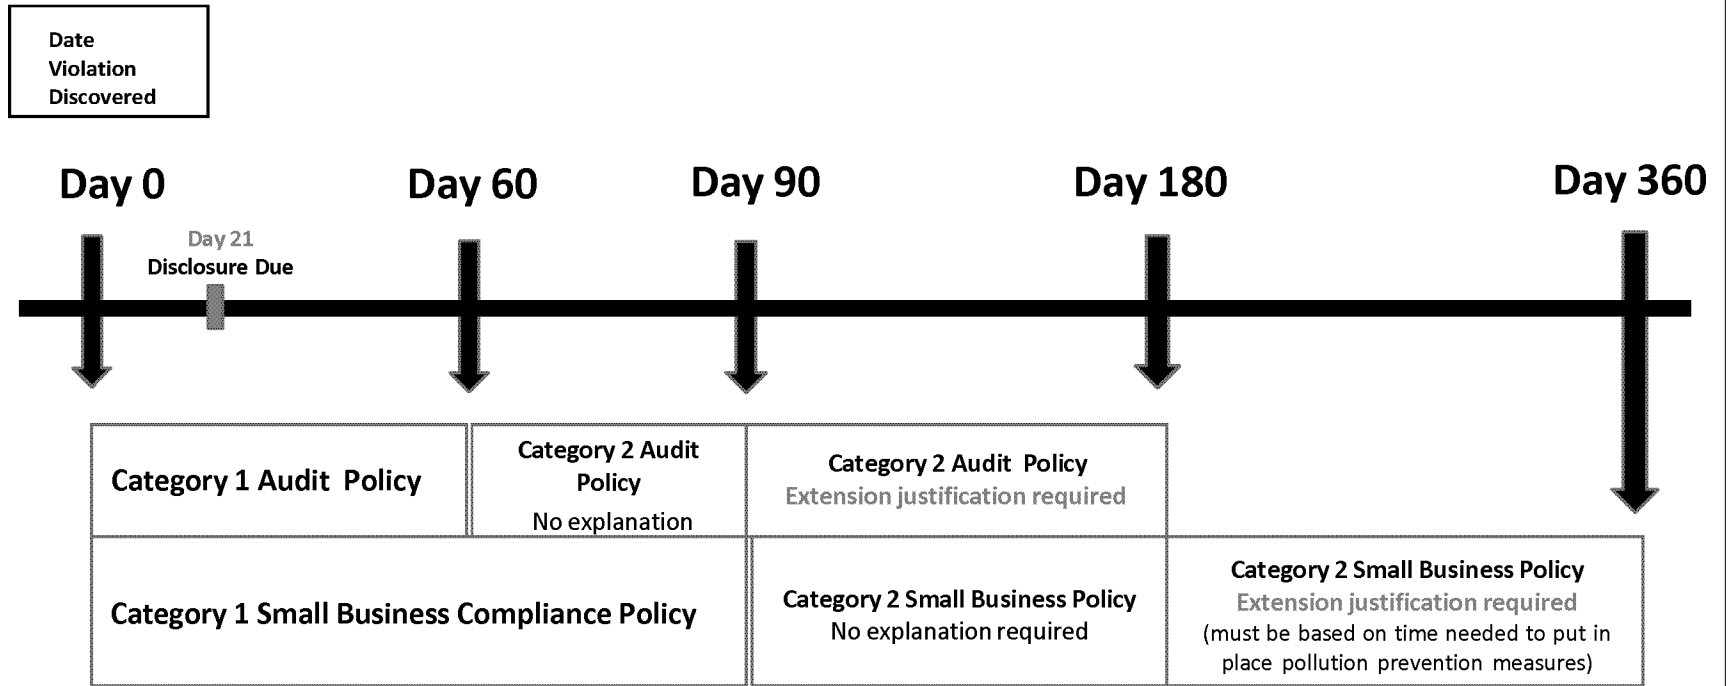 Date
Violation
Discovered
Day 0
Day 60
Day 90
Day 180
Day 360
Day 21
Disclosure Due
Category 1 Audit Policy
Category 2 Audit
Policy
No explanation
Category 2 Audit Policy
Extension justification required
Category 1 Small Business Compliance Policy
Category 2 Small Business Policy
No explanation required
Category 2 Small Business Policy
Extension justification required
(must be based on time needed to put in
place pollution prevention measures)